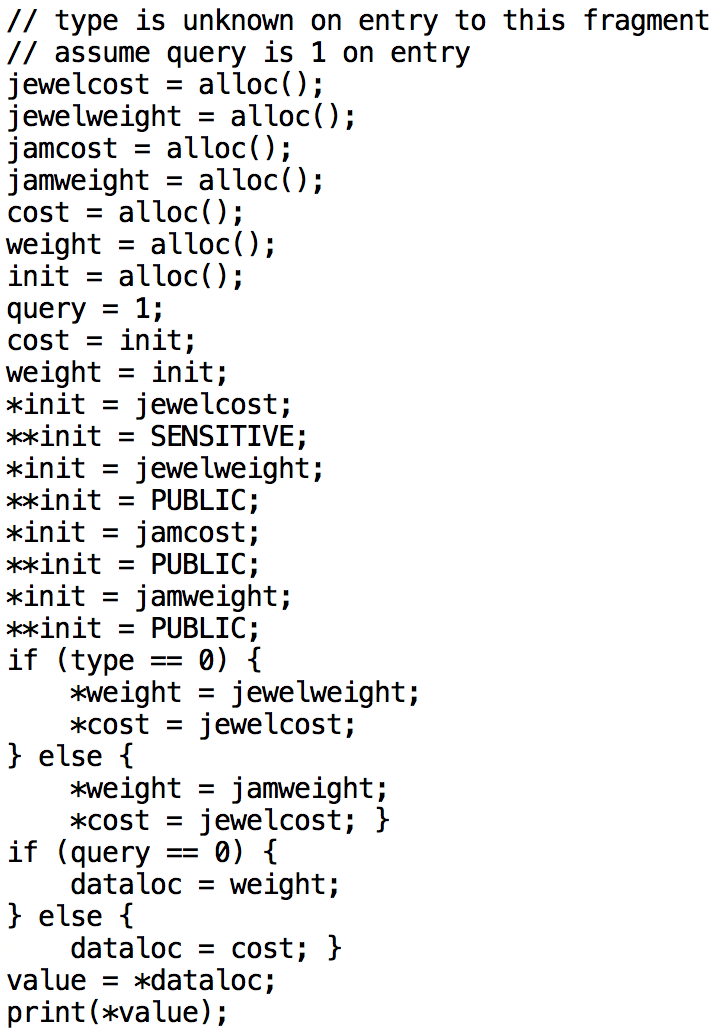 // type is unknown on entry to this fragment
// assume query is 1 on entry
jewelcost = alloc();
jewelweight = alloc();
jamcost = alloc();
jamweight = alloc();
cost = alloc();
weight = alloc();
init = alloc();
query = 1;
cost = init;
weight = init;
*init = jewelcost;
**init = SENSITIVE;
*init = jewelweight;
**init = PUBLIC;
*init = jamcost;
**init = PUBLIC;
*init = jamweight;
**init = PUBLIC;
if (type == 0) {
    *weight = jewelweight;
    *cost = jewelcost;
} else {
    *weight = jamweight;
    *cost = jewelcost; }
if (query == 0) {
    dataloc = weight;
} else {
    dataloc = cost; }
value = *dataloc;
print(*value);